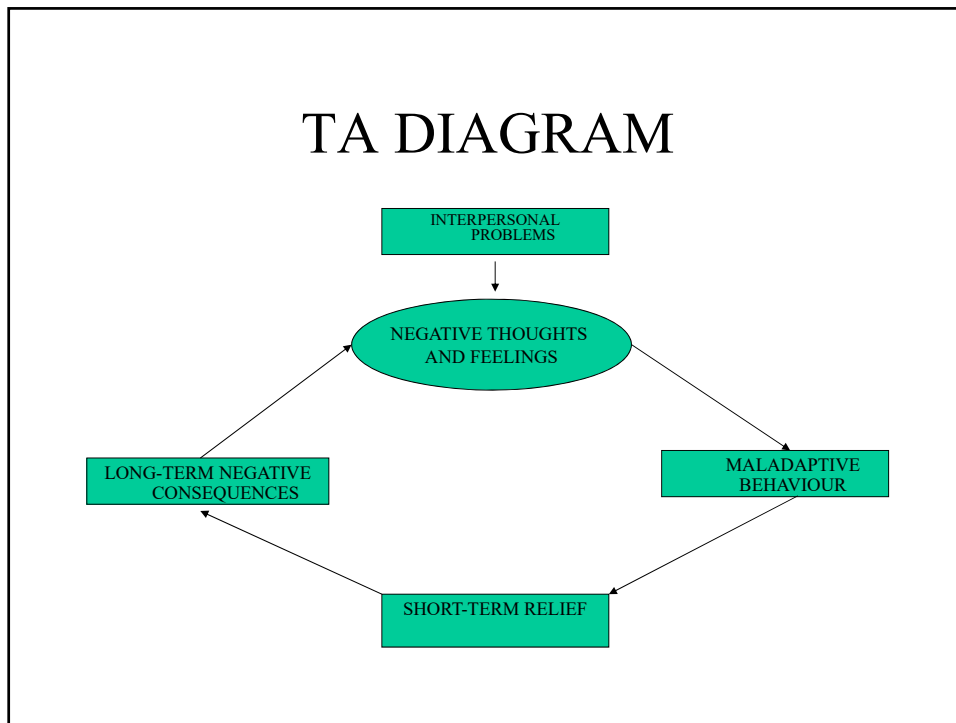 TA DIAGRAM
INTERPERSONAL
PROBLEMS
NEGATIVE THOUGHTS
AND FEELINGS
LONG-TERM NEGATIVE
CONSEQUENCES
MALADAPTIVE
BEHAVIOUR
SHORT-TERM RELIEF